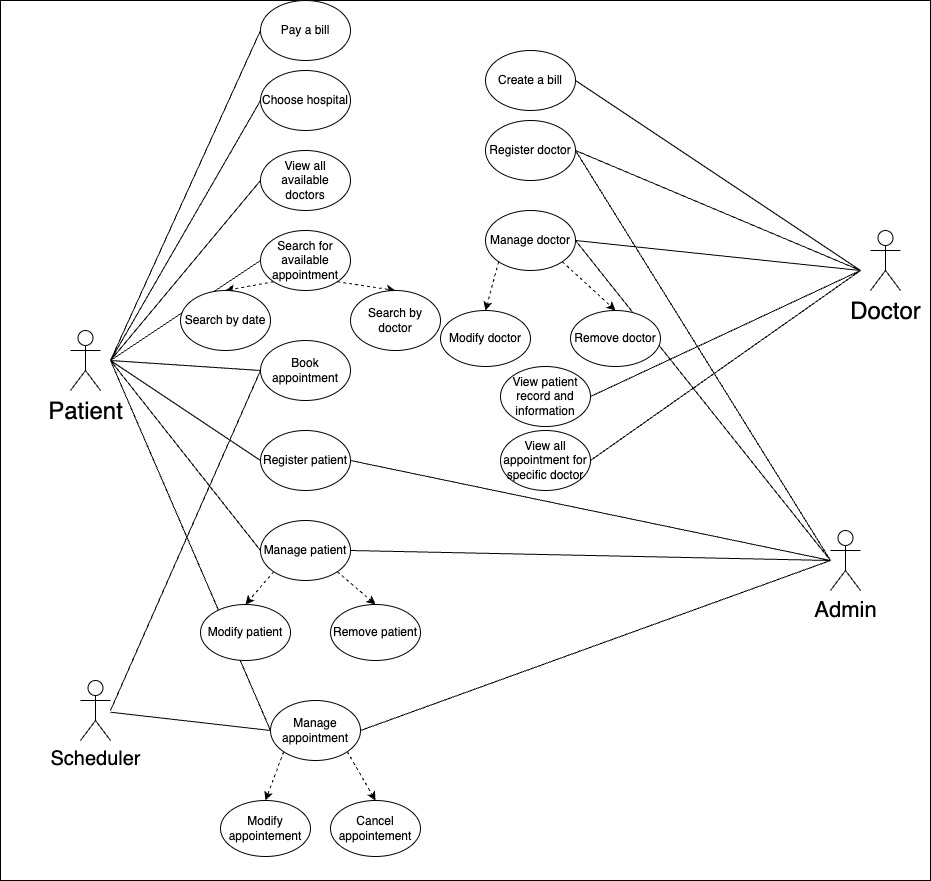 Pay a bill
Choose hospital
View all
available
doctors
Search for
available
appointment
Search by date
Search by
doctor
Book
appointment
Register patient
Manage patient
Modify patient
Remove patient
Manage
appointment
Modify
appointement
Cancel
appointement
Create a bill
Register doctor
Manage doctor
Modify doctor
Remove doctor
View patient
record and
information
View all
appointment for
specific doctor
Patient
Scheduler
Doctor
Admin